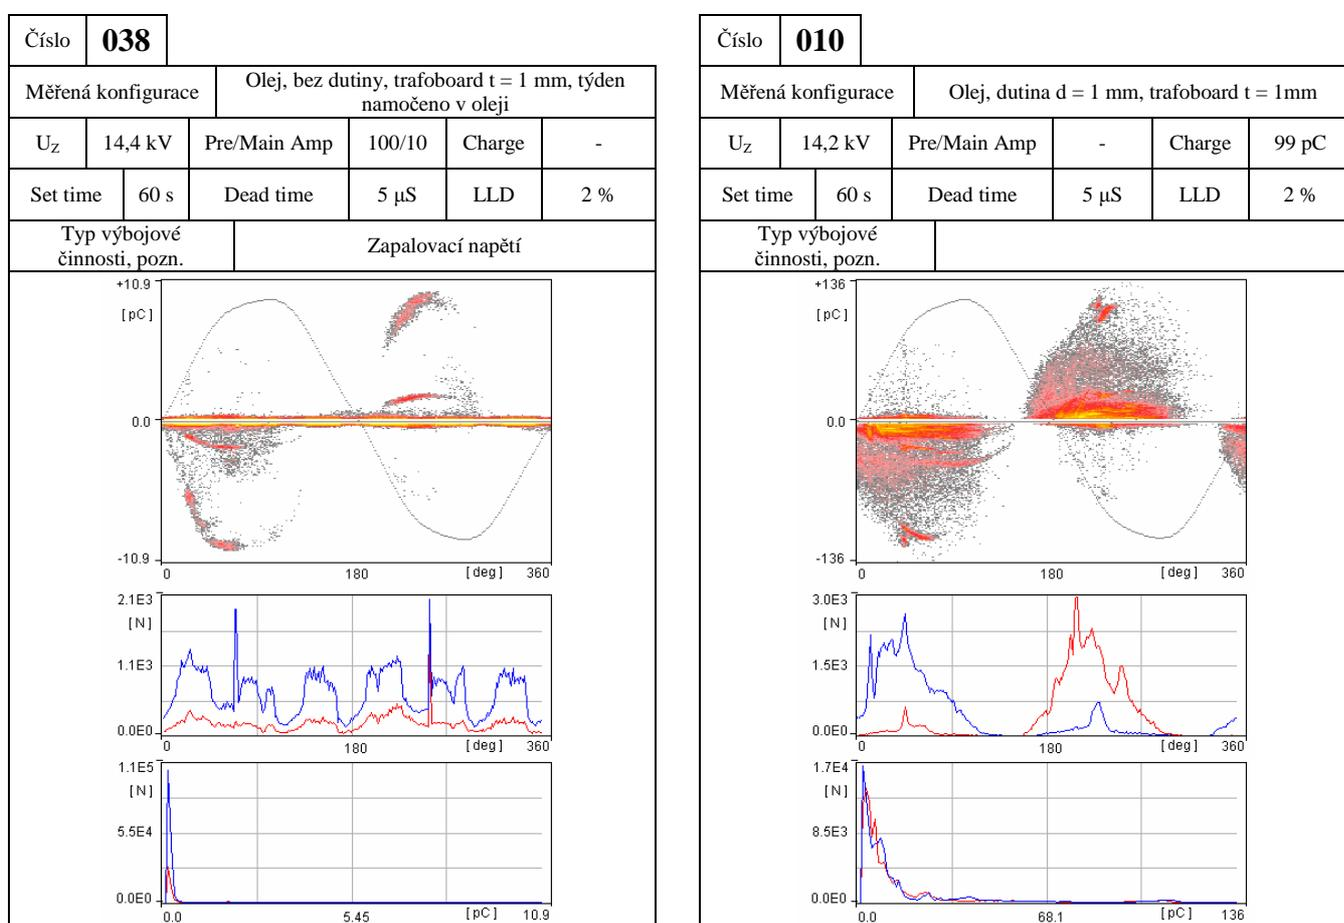 Číslo 038
Měřená konfigurace Olej, bez dutiny, trafoboard t = 1 mm, týden
namočeno v oleji
UZ 14,4 kV Pre/Main Amp 100/10 Charge -
Set time 60 s Dead time 5 μS LLD 2 %
Typ výbojové
činnosti, pozn. Zapalovací napětí
+10.9
[pC]
0.0
-10.9
0 180 [deg] 360
2.1E3
[N]
1.1E3
0.0E0
0 180 [deg] 360
1.1E5
[N]
5.5E4
0.0E0
0.0 5.45 [pC] 10.9
Číslo 010
Měřená konfigurace Olej, dutina d = 1 mm, trafoboard t = 1mm
UZ 14,2 kV Pre/Main Amp - Charge 99 pC
Set time 60 s Dead time 5 μS LLD 2 %
Typ výbojové
činnosti, pozn.
+136
[pC]
0.0
-136
0 180 [deg] 360
3.0E3
[N]
1.5E3
0.0E0
0 180 [deg] 360
1.7E4
[N]
8.5E3
0.0E0
0.0 68.1 [pC] 136